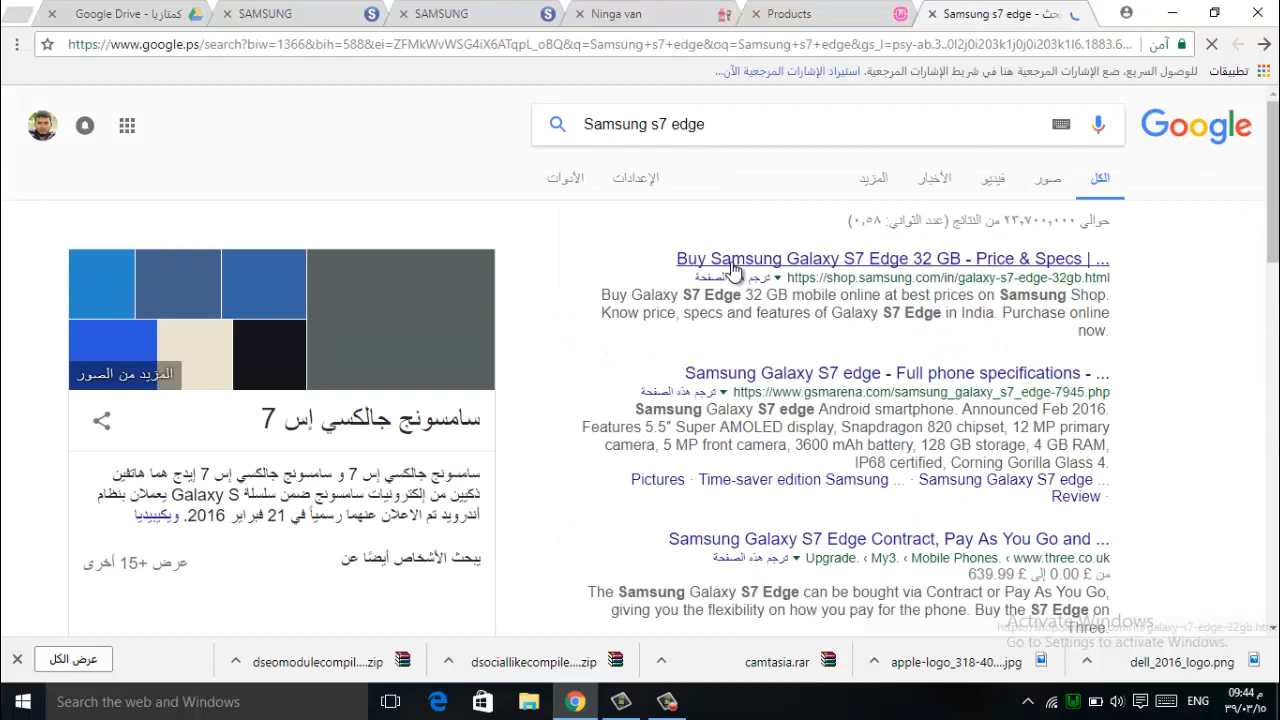 Google Drive - كمتازيا
SAMSUNG
SAMSUNG
Ninga van
Products
Samsung s7 edge - بحث
https://www.google.ps/search?biw=1366&bih=588&ei=ZFMkWvWSG4iX6ATqpL_oBQ&q=Samsung+s7+edge&oq=Samsung+s7+edge&gs_l=psy-ab.3..0l2j0i203k1j0j0i203k1l6.1883.6...
آمن
تطبيقات
للوصول السريع، ضع الإشارات المرجعية هنا في شريط الإشارات المرجعية. استيراد الإشارات المرجعية الآن...
Samsung s7 edge
Google
الكل صور فيديو الأخبار المزيد الإعدادات الأدوات
حوالي ٢٣,٧٠٠,٠٠٠ من النتائج (عدد الثواني: ٠,٥٨)
Buy Samsung Galaxy S7 Edge 32 GB - Price & Specs | ...
https://shop.samsung.com/in/galaxy-s7-edge-32gb.html
Buy Galaxy S7 Edge 32 GB mobile online at best prices on Samsung Shop.
Know price, specs and features of Galaxy S7 Edge in India. Purchase online
now.
Samsung Galaxy S7 edge - Full phone specifications - ...
https://www.gsmarena.com/samsung_galaxy_s7_edge-7945.php ترجم هذه الصفحة
Samsung Galaxy S7 edge Android smartphone. Announced Feb 2016.
Features 5.5″ Super AMOLED display, Snapdragon 820 chipset, 12 MP primary
camera, 5 MP front camera, 3600 mAh battery, 128 GB storage, 4 GB RAM,
IP68 certified, Corning Gorilla Glass 4.
Pictures · Time-saver edition Samsung ... · Samsung Galaxy S7 edge ...
Review ·
Samsung Galaxy S7 Edge Contract, Pay As You Go and ...
Upgrade. ‹ My3. ‹ Mobile Phones. ‹ www.three.co.uk ترجم هذه الصفحة
من £ 0.00 إلى £ 639.99
The Samsung Galaxy S7 Edge can be bought via Contract or Pay As You Go,
giving you the flexibility on how you pay for the phone. Buy the S7 Edge on
Three.
المزيد من الصور
سامسونج جالكسي إس 7
سامسونج جالكسي إس 7 و سامسونج جالكسي إس 7 إيدج هما هاتفين
ذكيين من إلكترونيات سامسونج ضمن سلسلة Galaxy S يعملان بنظام
أندرويد تم الاعلان عنهما رسمياً في 21 فبراير 2016. ويكيبيديا
يبحث الأشخاص أيضًا عن
عرض +15 أخرى
Activate Windows
Go to Settings to activate Windows.
عرض الكل
dseomodulecompil....zip
dsociallikecompile....zip
camtasia.rar
apple-logo_318-40....jpg
dell_2016_logo.png
Search the web and Windows
ENG
09:44 م
٣٩/٠٣/١٥